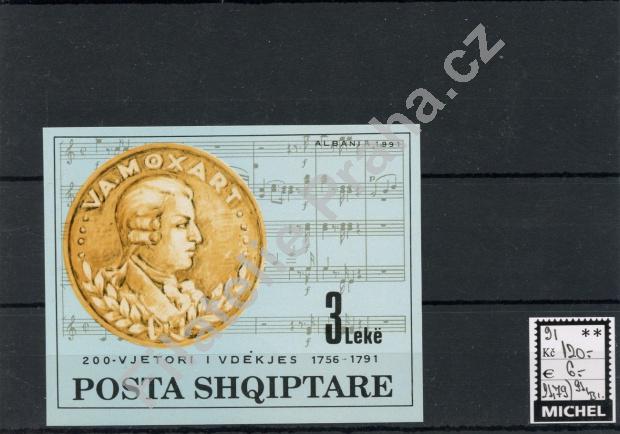 ALBANIA 1991
V.A.MOXART
3 Lekë
200-VJETORI I VDEKJES 1756-1791
POSTA SHQIPTARE
Filatelie Praha.cz
91 **
Kč 120.-
€ 6.-
MICHEL